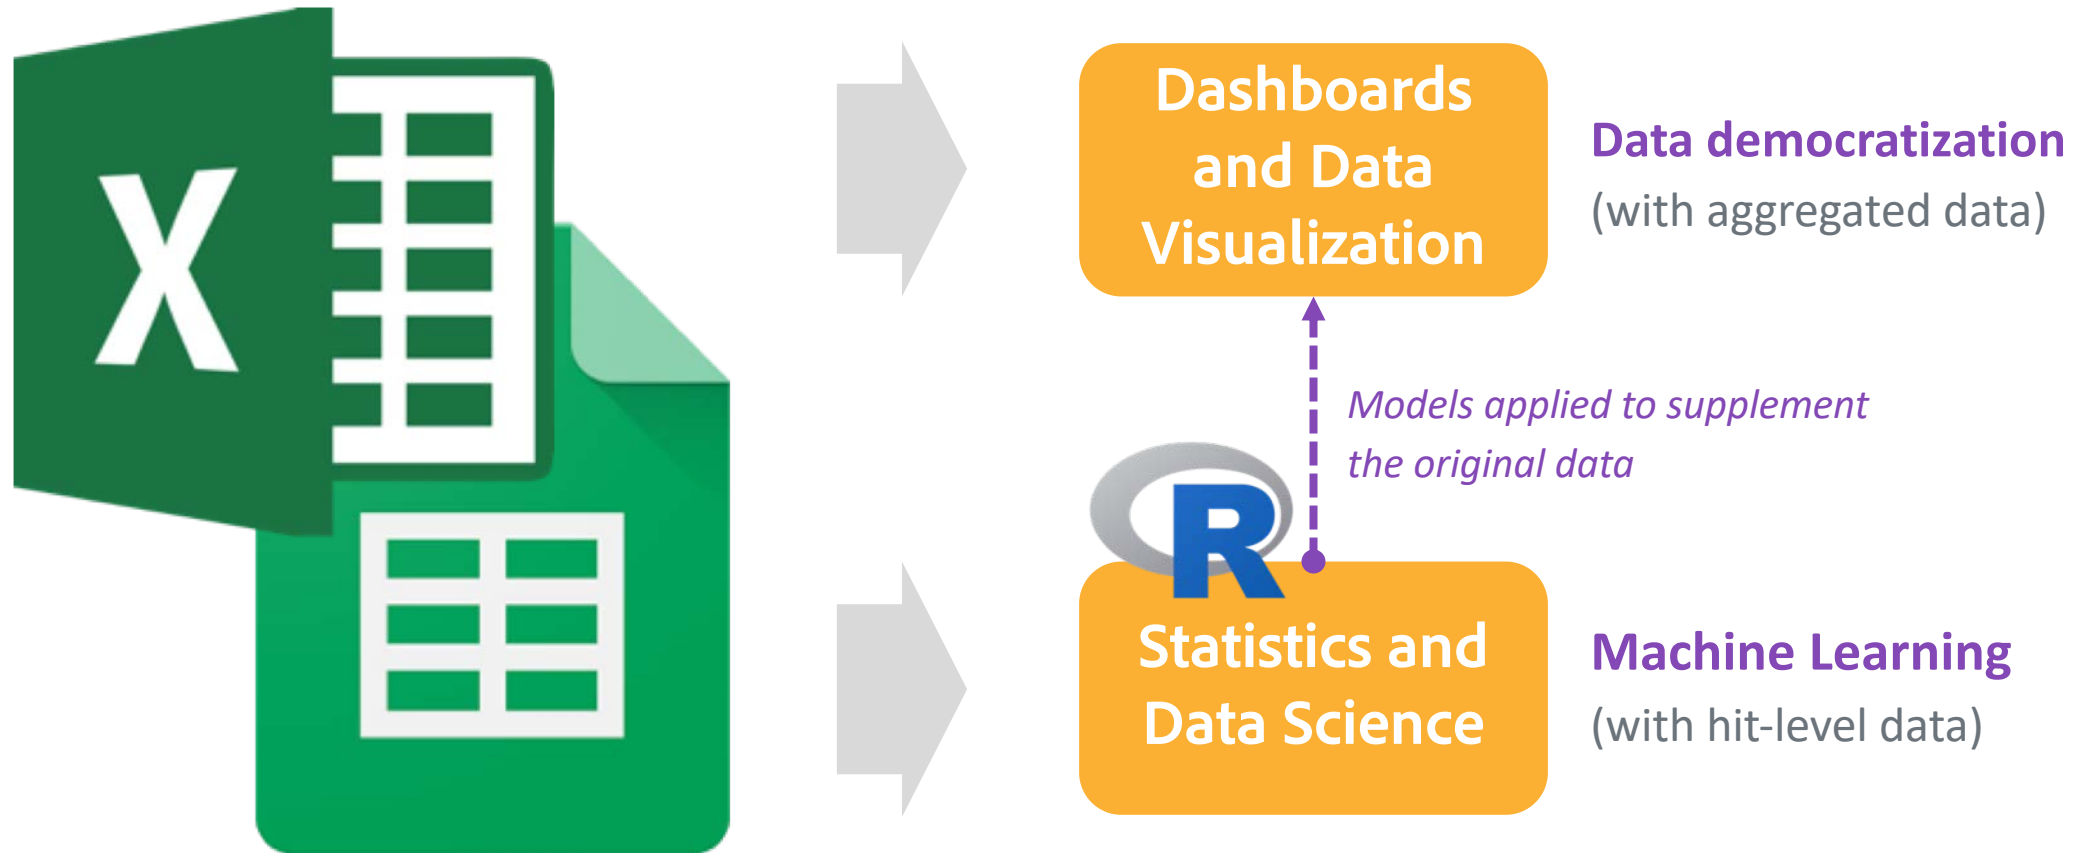 X
Dashboards
and Data
Visualization
Data democratization
(with aggregated data)
Models applied to supplement
the original data
R
Statistics and
Data Science
Machine Learning
(with hit-level data)